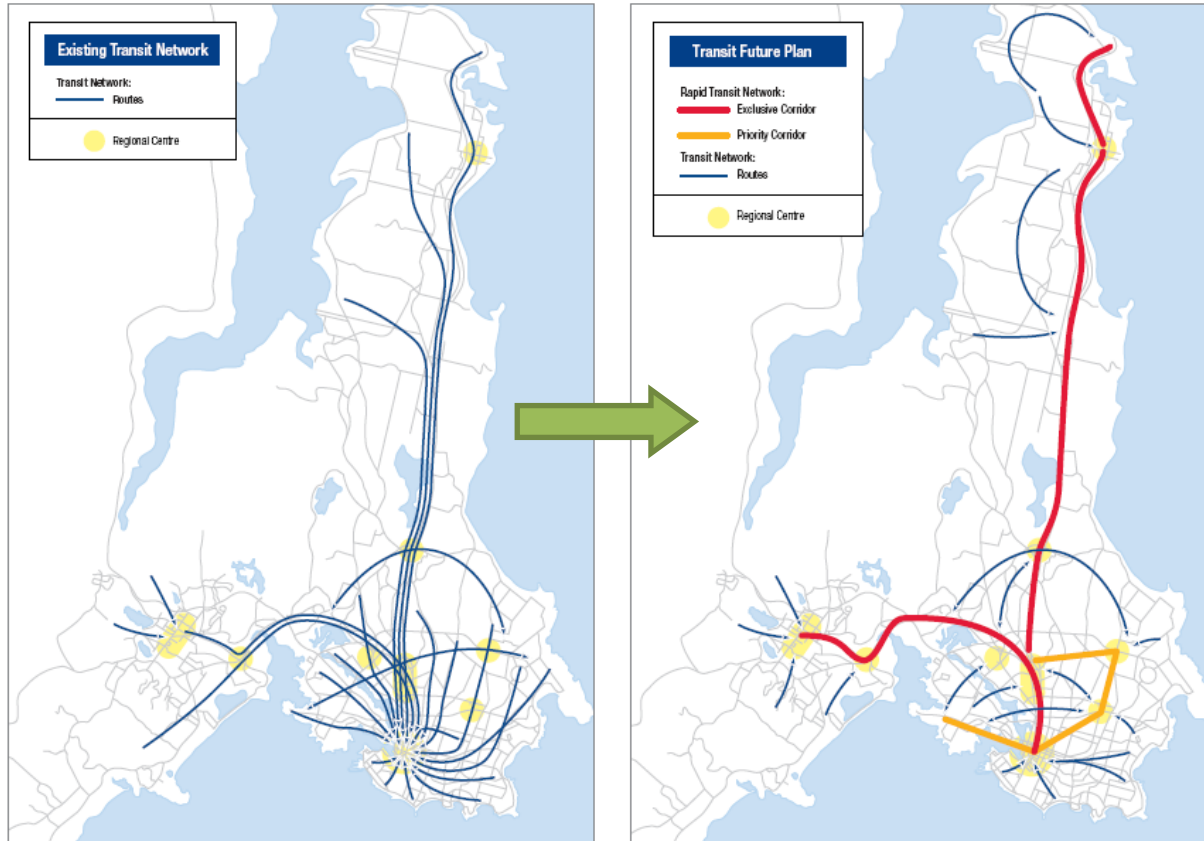 Existing Transit Network
Transit Network:
Routes
Regional Centre
Transit Future Plan
Rapid Transit Network:
Exclusive Corridor
Priority Corridor
Transit Network:
Routes
Regional Centre